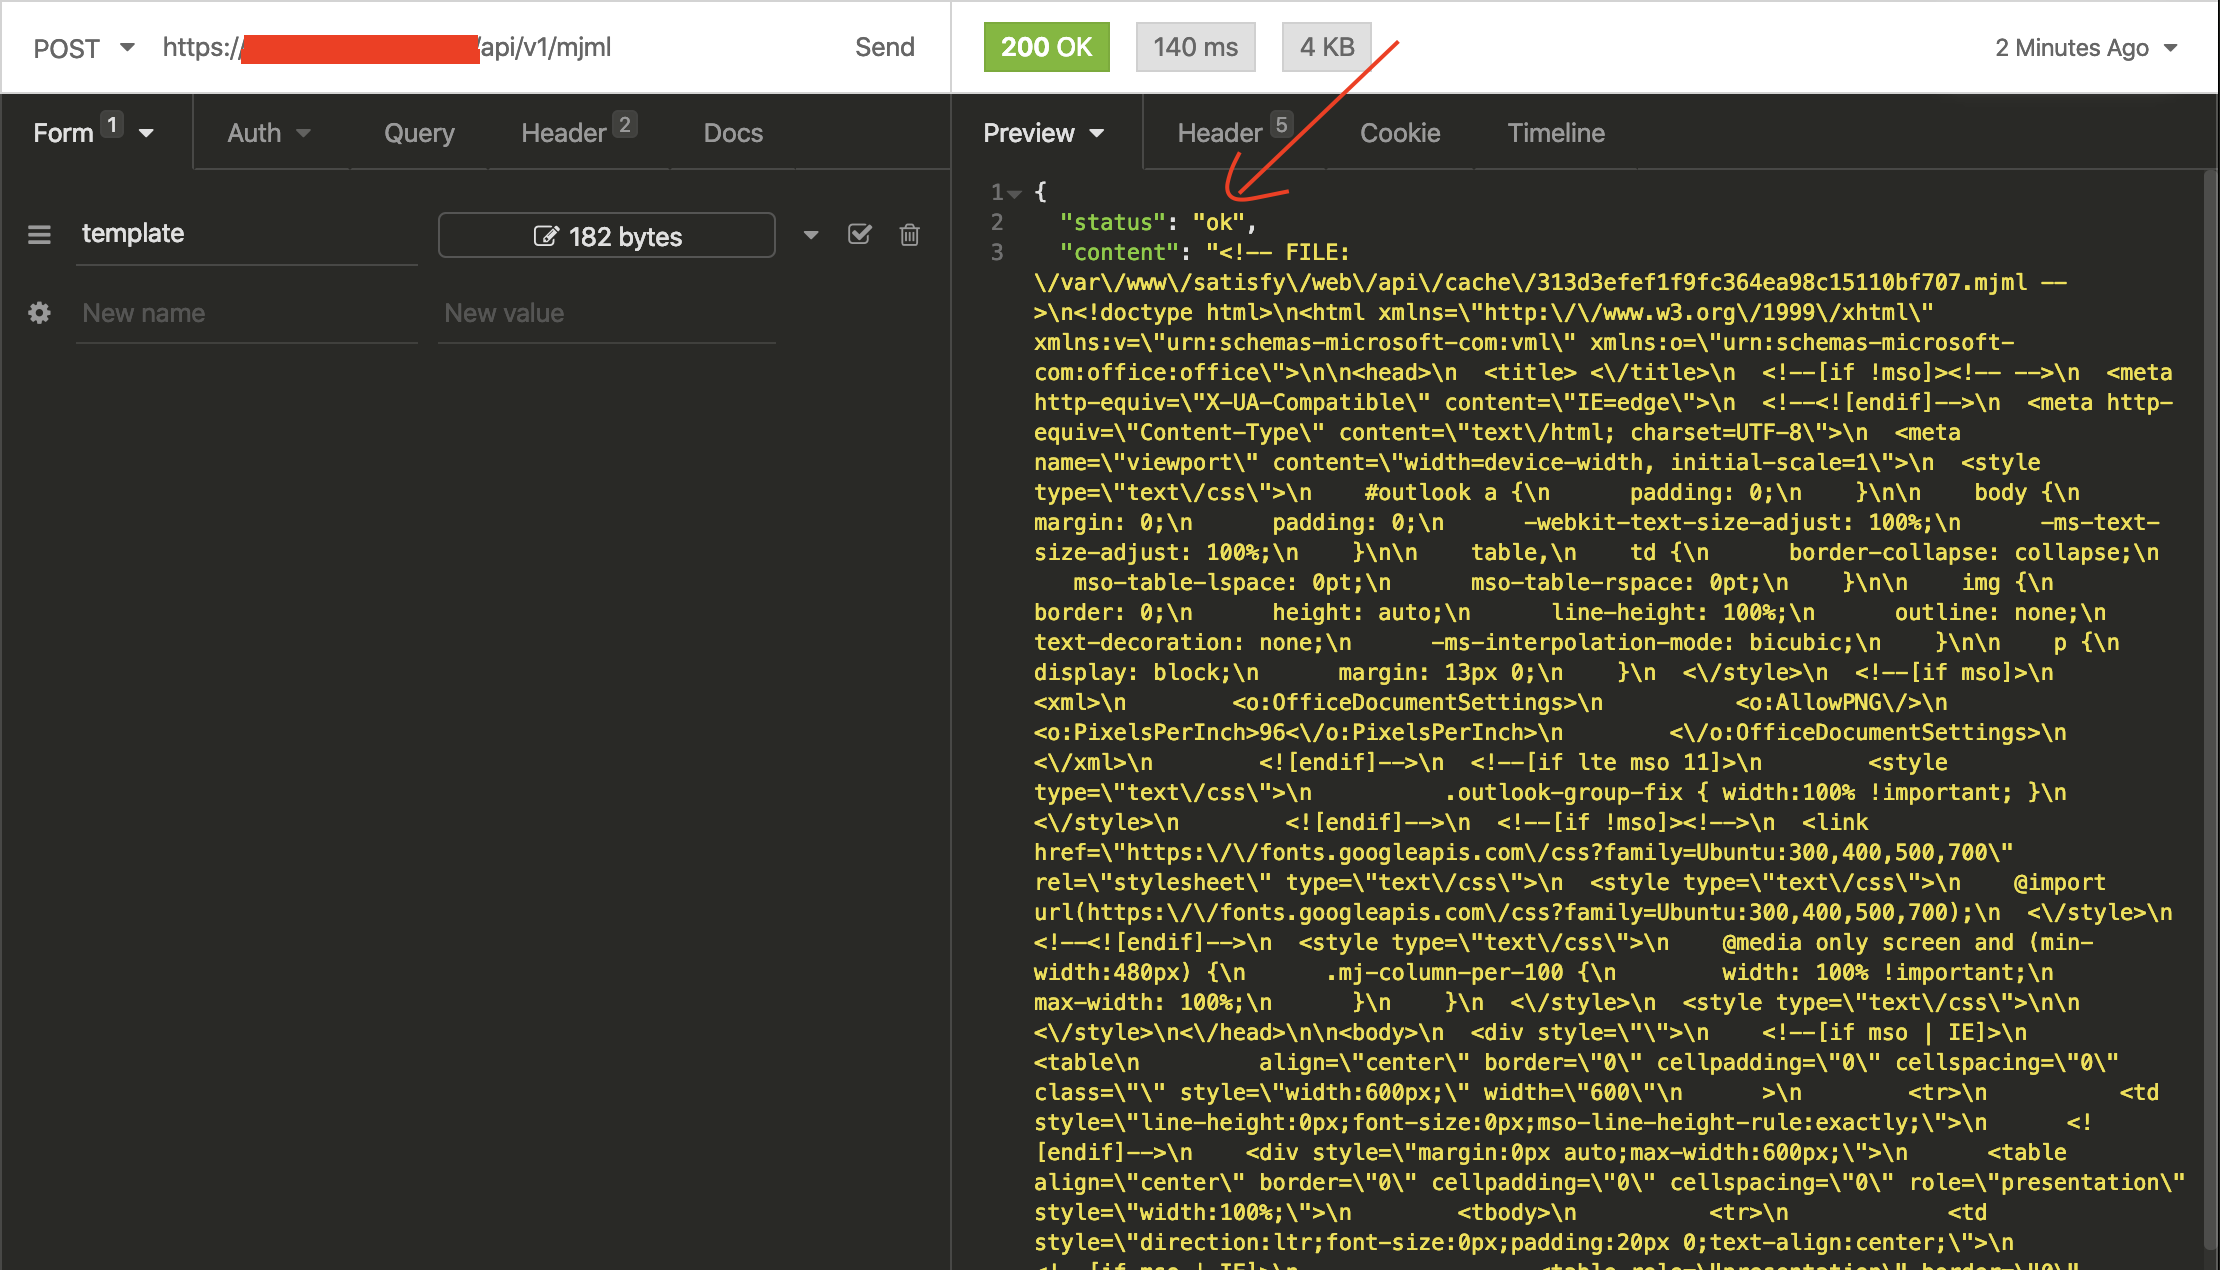 POST https:// /api/v1/mjml Send 200 OK 140 ms 4 KB 2 Minutes Ago
Form 1 Auth Query Header 2 Docs
template 182 bytes
New name New value
Preview Header 5 Cookie Timeline
1 {
2 "status": "ok",
3 "content": "<!-- FILE:
\/var\/www\/satisfy\/web\/api\/cache\/313d3efef1f9fc364ea98c15110bf707.mjml --
>\n<!doctype html>\n<html xmlns=\"http:\/\/www.w3.org\/1999\/xhtml\"
xmlns:v=\"urn:schemas-microsoft-com:vml\" xmlns:o=\"urn:schemas-microsoft-
com:office:office\">\n\n<head>\n  <title> <\/title>\n  <!--[if !mso]><!-- -->\n  <meta
http-equiv=\"X-UA-Compatible\" content=\"IE=edge\">\n  <!--<![endif]-->\n  <meta http-
equiv=\"Content-Type\" content=\"text\/html; charset=UTF-8\">\n  <meta
name=\"viewport\" content=\"width=device-width, initial-scale=1\">\n  <style
type=\"text\/css\">\n    #outlook a {\n      padding: 0;\n    }\n\n    body {\n
margin: 0;\n      padding: 0;\n      -webkit-text-size-adjust: 100%;\n      -ms-text-
size-adjust: 100%;\n    }\n\n    table,\n    td {\n      border-collapse: collapse;\n
mso-table-lspace: 0pt;\n      mso-table-rspace: 0pt;\n    }\n\n    img {\n
border: 0;\n      height: auto;\n      line-height: 100%;\n      outline: none;\n
text-decoration: none;\n      -ms-interpolation-mode: bicubic;\n    }\n\n    p {\n
display: block;\n      margin: 13px 0;\n    }\n  <\/style>\n  <!--[if mso]>\n
<xml>\n        <o:OfficeDocumentSettings>\n          <o:AllowPNG\/>\n
<o:PixelsPerInch>96<\/o:PixelsPerInch>\n        <\/o:OfficeDocumentSettings>\n
<\/xml>\n        <![endif]-->\n  <!--[if lte mso 11]>\n        <style
type=\"text\/css\">\n          .outlook-group-fix { width:100% !important; }\n
<\/style>\n        <![endif]-->\n  <!--[if !mso]><!-->\n  <link
href=\"https:\/\/fonts.googleapis.com\/css?family=Ubuntu:300,400,500,700\"
rel=\"stylesheet\" type=\"text\/css\">\n  <style type=\"text\/css\">\n    @import
url(https:\/\/fonts.googleapis.com\/css?family=Ubuntu:300,400,500,700);\n  <\/style>\n
<!--<![endif]-->\n  <style type=\"text\/css\">\n    @media only screen and (min-
width:480px) {\n      .mj-column-per-100 {\n        width: 100% !important;\n
max-width: 100%;\n      }\n    }\n  <\/style>\n  <style type=\"text\/css\">\n\n
<\/style>\n<\/head>\n\n<body>\n  <div style=\"\">\n    <!--[if mso | IE]>\n
<table\n         align=\"center\" border=\"0\" cellpadding=\"0\" cellspacing=\"0\"
class=\"\" style=\"width:600px;\" width=\"600\"\n      >\n        <tr>\n          <td
style=\"line-height:0px;font-size:0px;mso-line-height-rule:exactly;\">\n      <!
[endif]-->\n    <div style=\"margin:0px auto;max-width:600px;\">\n      <table
align=\"center\" border=\"0\" cellpadding=\"0\" cellspacing=\"0\" role=\"presentation\"
style=\"width:100%;\">\n        <tbody>\n          <tr>\n            <td
style=\"direction:ltr;font-size:0px;padding:20px 0;text-align:center;\">\n
<!--[if mso | IE]>\n                  <table role=\"presentation\" border=\"0\"